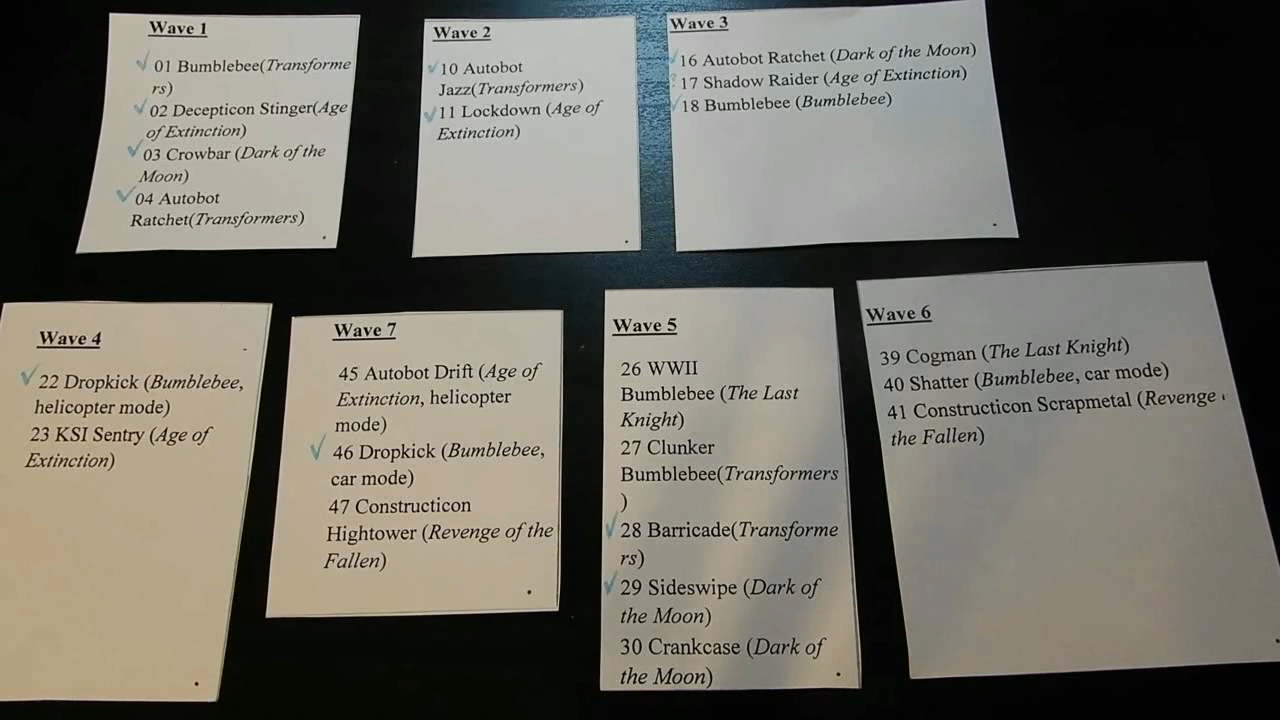 Wave 1
✓ 01 Bumblebee(Transforme
rs)
✓ 02 Decepticon Stinger(Age
of Extinction)
✓ 03 Crowbar (Dark of the
Moon)
✓ 04 Autobot
Ratchet(Transformers)
Wave 2
✓ 10 Autobot
Jazz(Transformers)
✓ 11 Lockdown (Age of
Extinction)
Wave 3
✓ 16 Autobot Ratchet (Dark of the Moon)
? 17 Shadow Raider (Age of Extinction)
✓ 18 Bumblebee (Bumblebee)
Wave 4
✓ 22 Dropkick (Bumblebee,
helicopter mode)
23 KSI Sentry (Age of
Extinction)
Wave 7
45 Autobot Drift (Age of
Extinction, helicopter
mode)
✓ 46 Dropkick (Bumblebee,
car mode)
47 Constructicon
Hightower (Revenge of the
Fallen)
Wave 5
26 WWII
Bumblebee (The Last
Knight)
27 Clunker
Bumblebee(Transformers
)
✓ 28 Barricade(Transforme
rs)
✓ 29 Sideswipe (Dark of
the Moon)
30 Crankcase (Dark of
the Moon)
Wave 6
39 Cogman (The Last Knight)
40 Shatter (Bumblebee, car mode)
41 Constructicon Scrapmetal (Revenge
the Fallen)